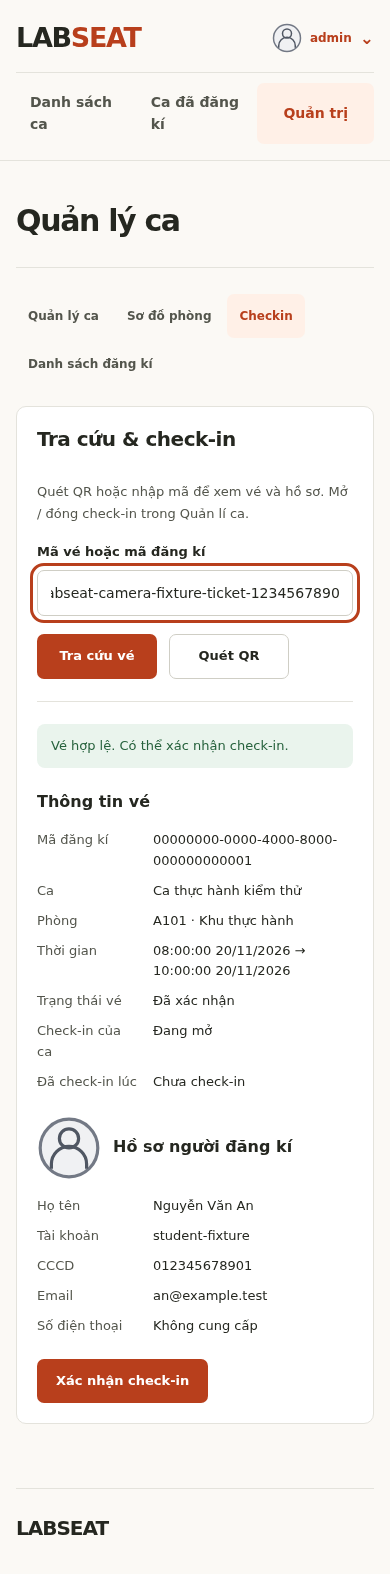 LABSEAT
admin
Danh sách ca
Ca đã đăng kí
Quản trị
Quản lý ca
Quản lý ca
Sơ đồ phòng
Checkin
Danh sách đăng kí
Tra cứu & check-in
Quét QR hoặc nhập mã để xem vé và hồ sơ. Mở
/ đóng check-in trong Quản lí ca.
Mã vé hoặc mã đăng kí
abseat-camera-fixture-ticket-1234567890
Tra cứu vé
Quét QR
Vé hợp lệ. Có thể xác nhận check-in.
Thông tin vé
Mã đăng kí
00000000-0000-4000-8000-
000000000001
Ca
Ca thực hành kiểm thử
Phòng
A101 · Khu thực hành
Thời gian
08:00:00 20/11/2026 →
10:00:00 20/11/2026
Trạng thái vé
Đã xác nhận
Check-in của ca
Đang mở
Đã check-in lúc
Chưa check-in
Hồ sơ người đăng kí
Họ tên
Nguyễn Văn An
Tài khoản
student-fixture
CCCD
012345678901
Email
an@example.test
Số điện thoại
Không cung cấp
Xác nhận check-in
LABSEAT